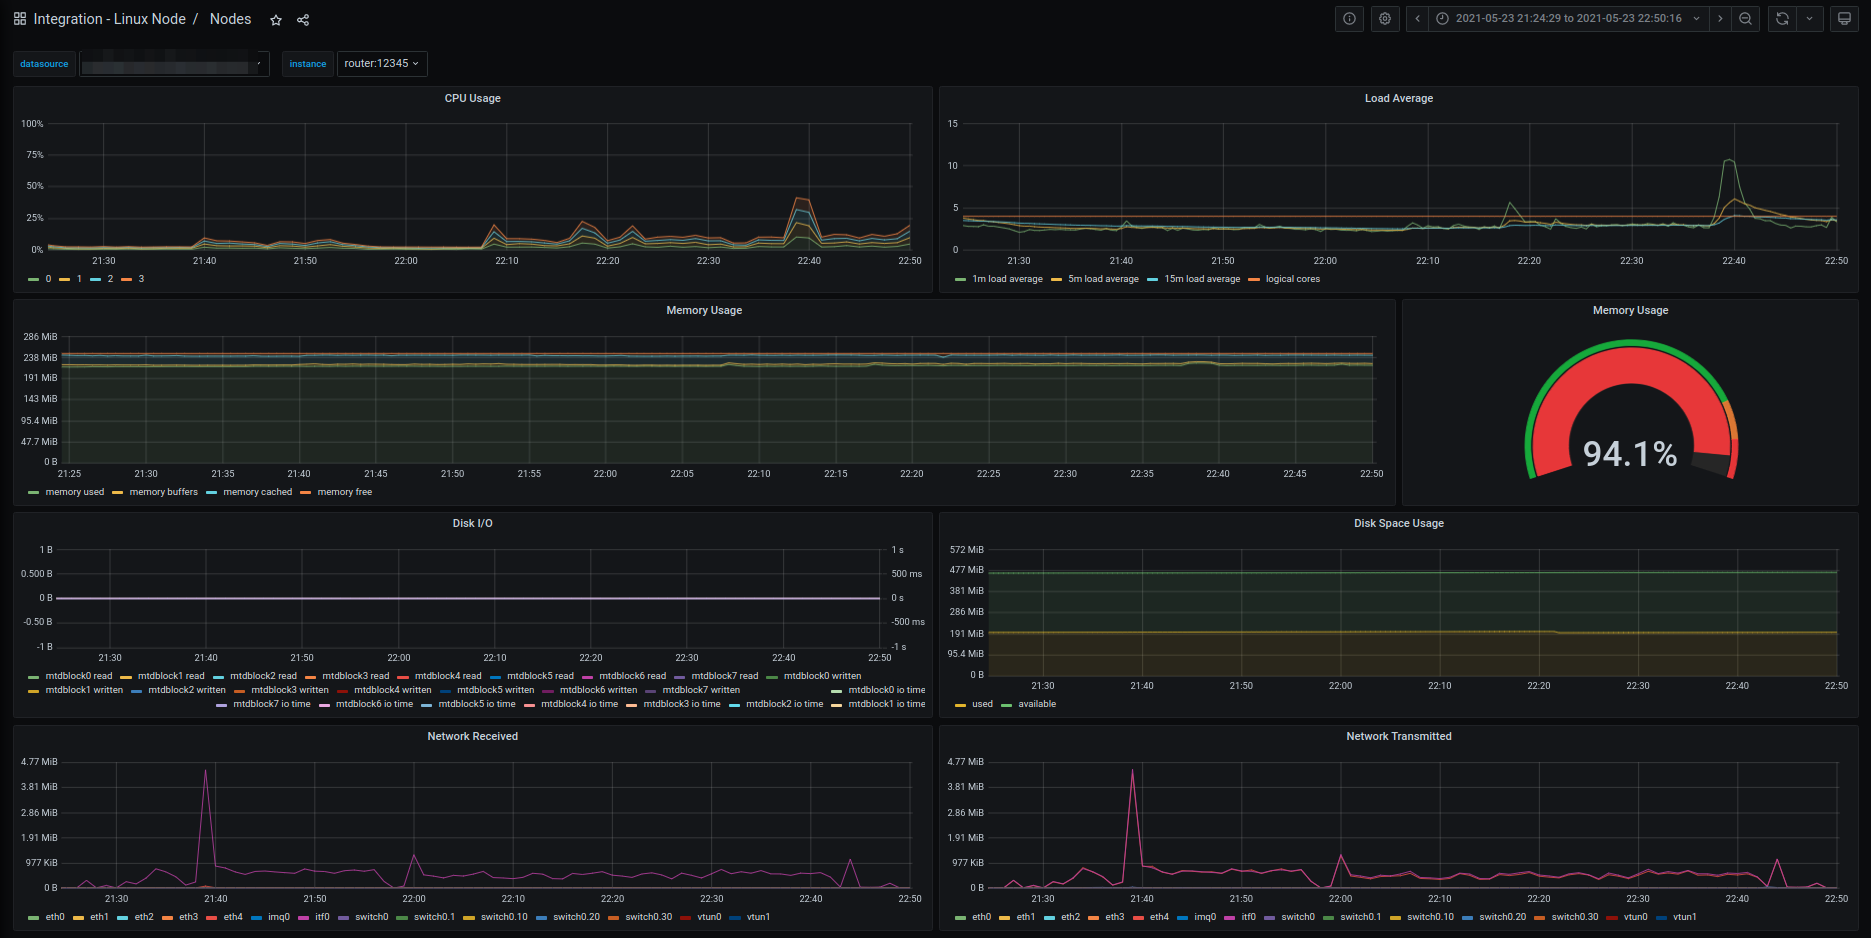 Integration - Linux Node / Nodes
2021-05-23 21:24:29 to 2021-05-23 22:50:16
datasource
instance router:12345
CPU Usage
100%
75%
50%
25%
0%
21:30 21:40 21:50 22:00 22:10 22:20 22:30 22:40 22:50
0 1 2 3
Load Average
15
10
5
0
21:30 21:40 21:50 22:00 22:10 22:20 22:30 22:40 22:50
1m load average 5m load average 15m load average logical cores
Memory Usage
286 MiB
238 MiB
191 MiB
143 MiB
95.4 MiB
47.7 MiB
0 B
21:25 21:30 21:35 21:40 21:45 21:50 21:55 22:00 22:05 22:10 22:15 22:20 22:25 22:30 22:35 22:40 22:45 22:50
memory used memory buffers memory cached memory free
Memory Usage
94.1%
Disk I/O
1 B 1 s
0.500 B 500 ms
0 B 0 s
-0.50 B -500 ms
-1 B -1 s
21:30 21:40 21:50 22:00 22:10 22:20 22:30 22:40 22:50
mtdblock0 read mtdblock1 read mtdblock2 read mtdblock3 read mtdblock4 read mtdblock5 read mtdblock6 read mtdblock7 read mtdblock0 written
mtdblock1 written mtdblock2 written mtdblock3 written mtdblock4 written mtdblock5 written mtdblock6 written mtdblock7 written mtdblock0 io time
mtdblock7 io time mtdblock6 io time mtdblock5 io time mtdblock4 io time mtdblock3 io time mtdblock2 io time mtdblock1 io time
Disk Space Usage
572 MiB
477 MiB
381 MiB
286 MiB
191 MiB
95.4 MiB
0 B
21:30 21:40 21:50 22:00 22:10 22:20 22:30 22:40 22:50
used available
Network Received
4.77 MiB
3.81 MiB
2.86 MiB
1.91 MiB
977 KiB
0 B
21:30 21:40 21:50 22:00 22:10 22:20 22:30 22:40 22:50
eth0 eth1 eth2 eth3 eth4 imq0 itf0 switch0 switch0.1 switch0.10 switch0.20 switch0.30 vtun0 vtun1
Network Transmitted
4.77 MiB
3.81 MiB
2.86 MiB
1.91 MiB
977 KiB
0 B
21:30 21:40 21:50 22:00 22:10 22:20 22:30 22:40 22:50
eth0 eth1 eth2 eth3 eth4 imq0 itf0 switch0 switch0.1 switch0.10 switch0.20 switch0.30 vtun0 vtun1